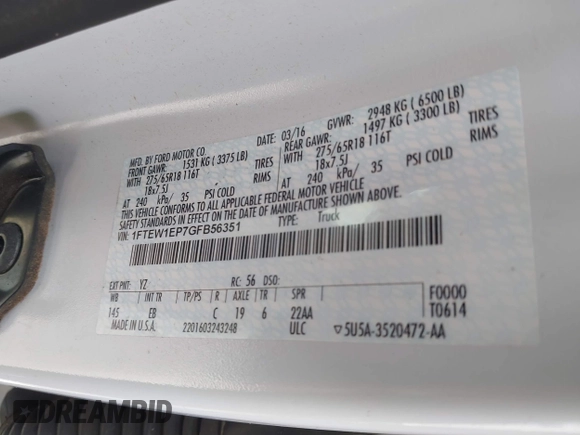 MFD. BY FORD MOTOR CO.
DATE: 03/16 GVWR: 2948 KG ( 6500 LB)
FRONT GAWR: 1531 KG ( 3375 LB) REAR GAWR: 1497 KG ( 3300 LB)
WITH 275/65R18 116T TIRES WITH 275/65R18 116T TIRES
18x7.5J RIMS 18x7.5J RIMS
AT 240 kPa/ 35 PSI COLD AT 240 kPa/ 35 PSI COLD
THIS VEHICLE CONFORMS TO ALL APPLICABLE FEDERAL MOTOR VEHICLE
SAFETY STANDARDS IN EFFECT ON THE DATE OF MANUFACTURE SHOWN ABOVE.
VIN: 1FTEW1EP7GFB56351 TYPE: Truck
EXT PNT: YZ RC: 56 DSO:
WB INT TR TP/PS R AXLE TR SPR F0000
145 EB C 19 6 22AA T0614
MADE IN U.S.A. 2201603243248 ULC ▽5U5A-3520472-AA
DREAMBID